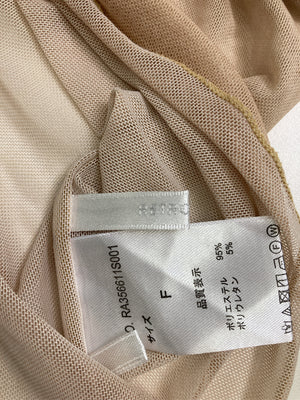 O. RA356611S001
サイズ F
品質表示
ポリエステル 95%
ポリウレタン 5%